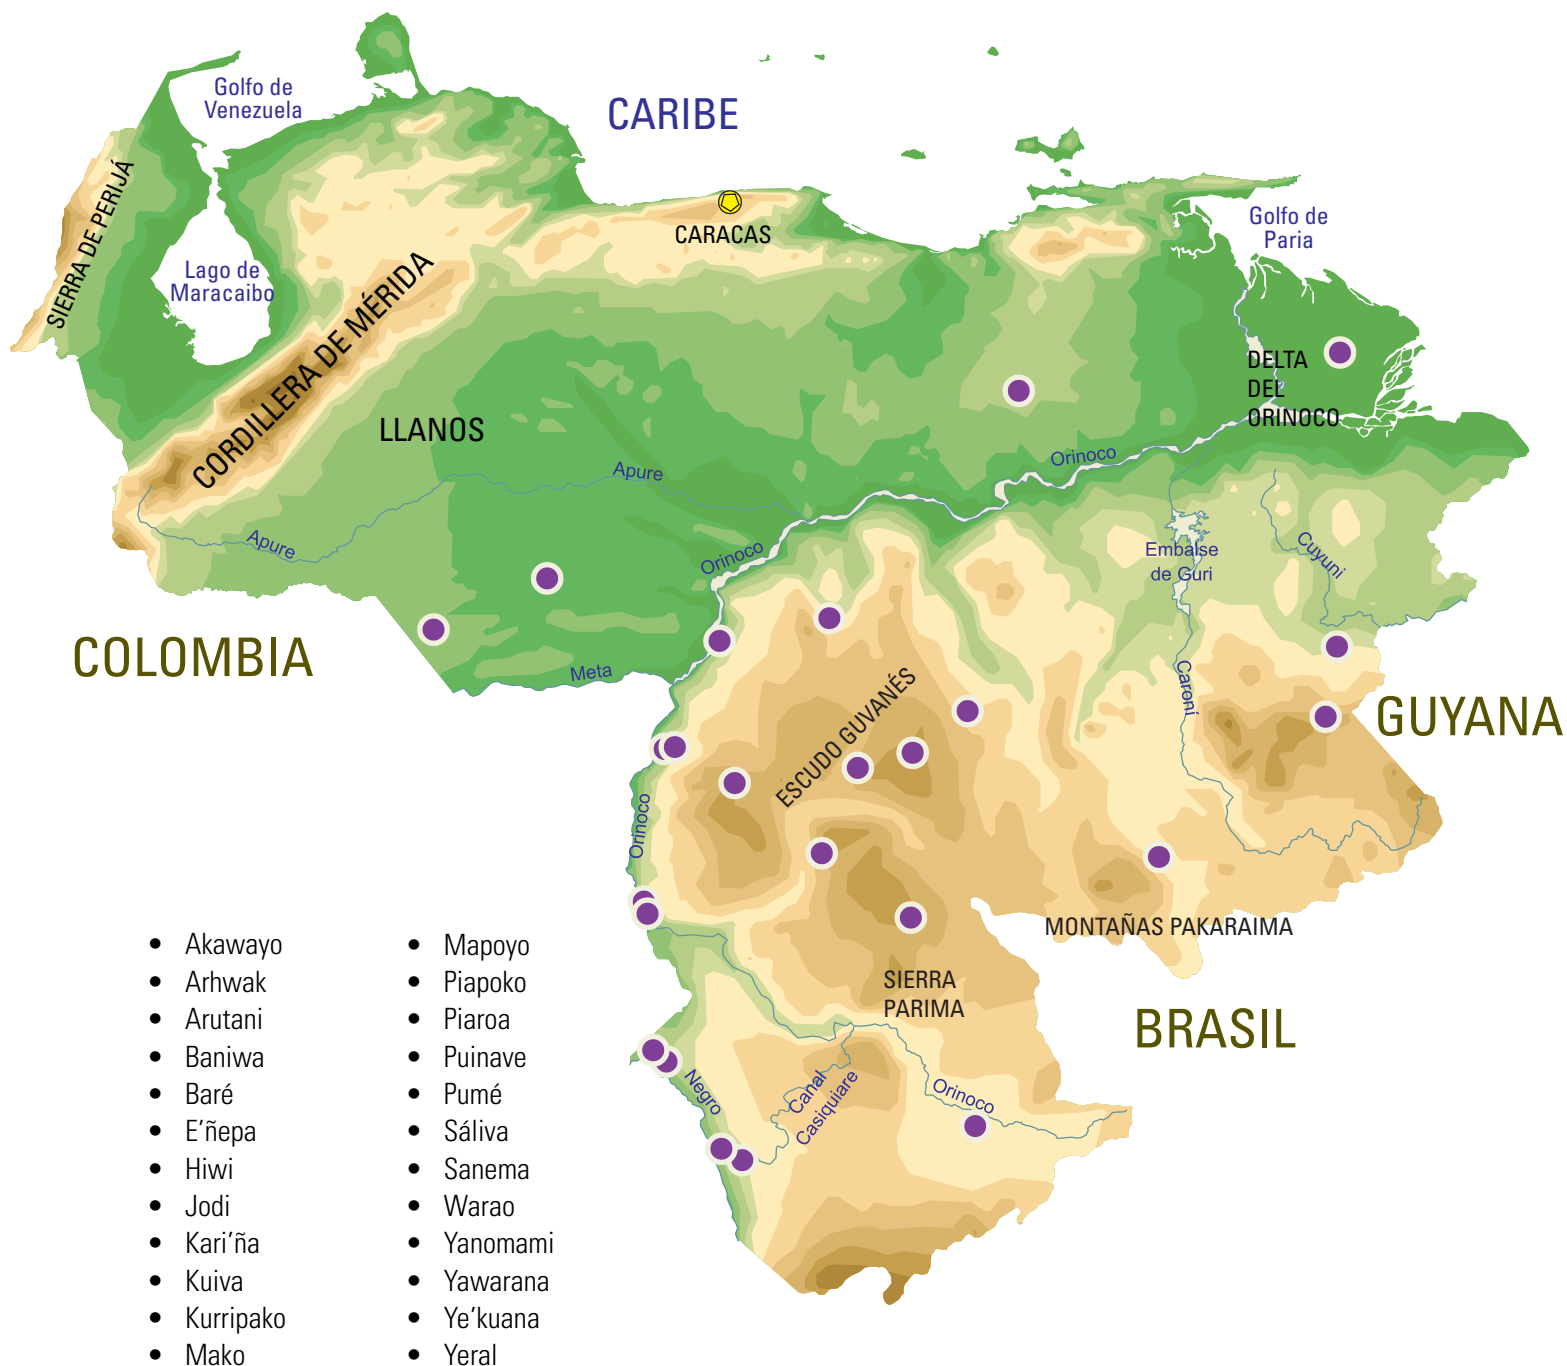 Golfo de
Venezuela
CARIBE
SIERRA DE PERIJÁ
CARACAS
Golfo de
Paria
Lago de
Maracaibo
CORDILLERA DE MÉRIDA
DELTA
DEL
ORINOCO
LLANOS
Apure
Orinoco
Apure
Orinoco
Embalse
de Guri
Cuyuni
COLOMBIA
Meta
Caroní
GUYANA
ESCUDO GUVANÉS
Orinoco
MONTAÑAS PAKARAIMA
SIERRA
PARIMA
BRASIL
Negro
Canal
Casiquiare
Orinoco
• Akawayo
• Arhwak
• Arutani
• Baniwa
• Baré
• E’ñepa
• Hiwi
• Jodi
• Kari’ña
• Kuiva
• Kurripako
• Mako
• Mapoyo
• Piapoko
• Piaroa
• Puinave
• Pumé
• Sáliva
• Sanema
• Warao
• Yanomami
• Yawarana
• Ye’kuana
• Yeral